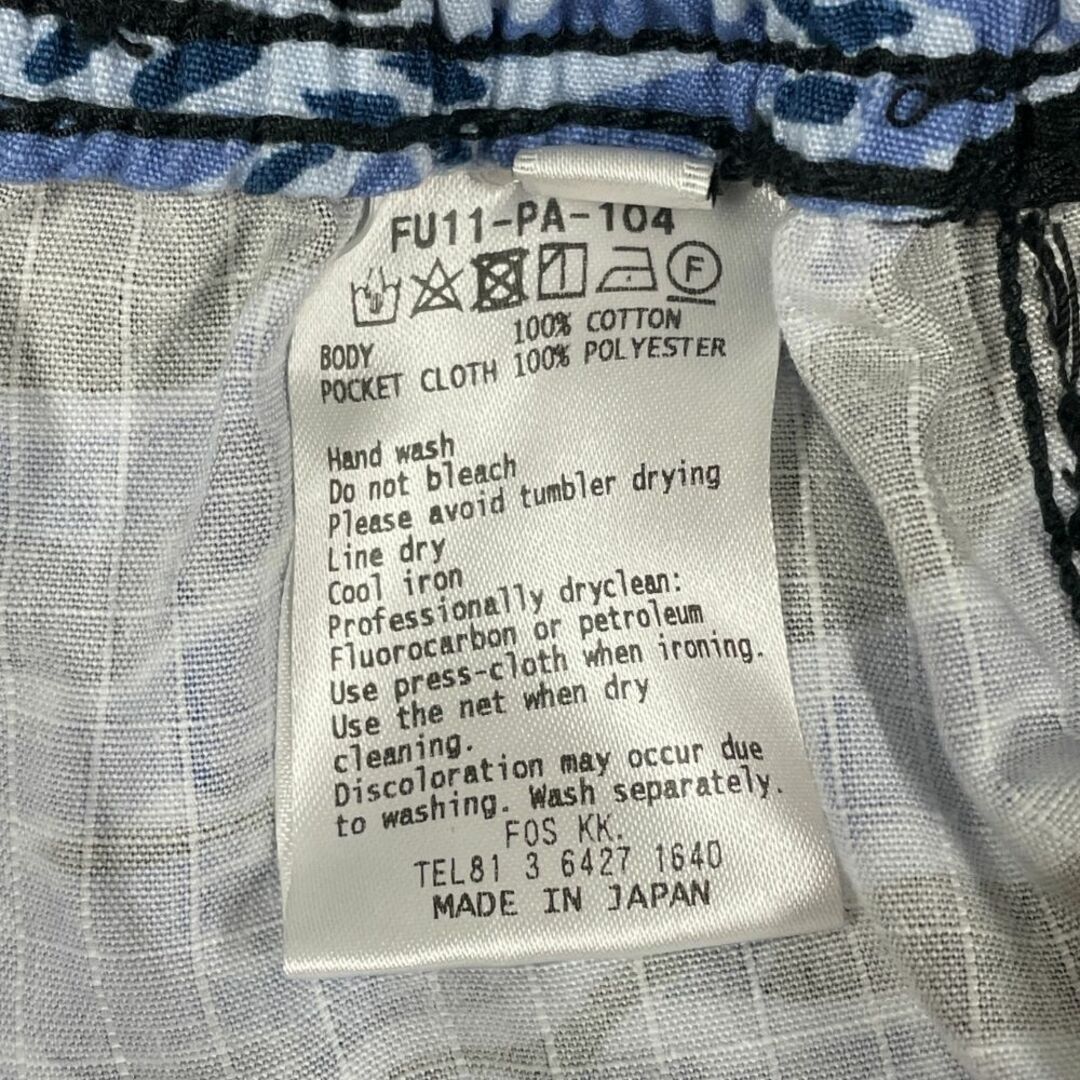 FU11-PA-104
F
BODY 100% COTTON
POCKET CLOTH 100% POLYESTER
Hand wash
Do not bleach
Please avoid tumbler drying
Line dry
Cool iron
Professionally dryclean:
Fluorocarbon or petroleum
Use press-cloth when ironing.
Use the net when dry
cleaning.
Discoloration may occur due
to washing. Wash separately.
FOS KK.
TEL81 3 6427 1640
MADE IN JAPAN